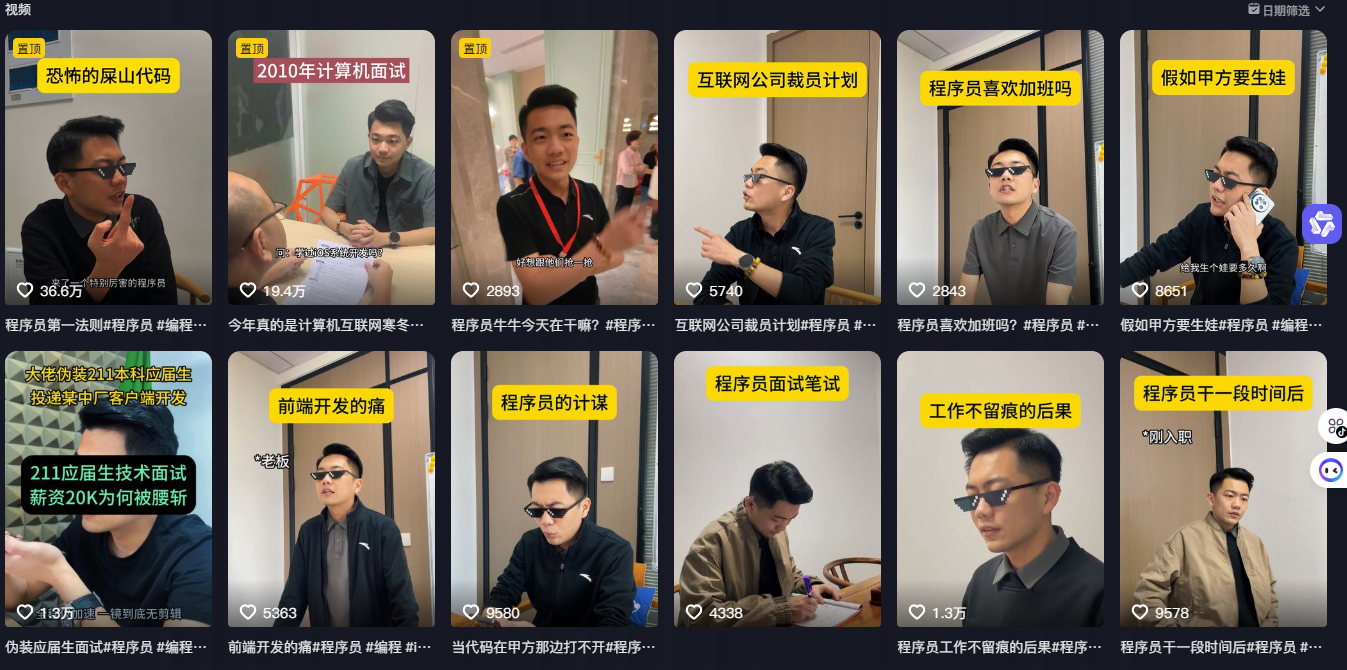 视频
日期筛选
置顶
恐怖的屎山代码
来了一个特别厉害的程序员
36.6万
程序员第一法则#程序员 #编程…
置顶
2010年计算机面试
问：学过iOS系统开发吗？
19.4万
今年真的是计算机互联网寒冬…
置顶
好想跟他们抢一抢
2893
程序员牛牛今天在干嘛？#程序…
互联网公司裁员计划
5740
互联网公司裁员计划#程序员 #…
程序员喜欢加班吗
2843
程序员喜欢加班吗？#程序员 #…
假如甲方要生娃
给我生个娃要多久啊
8651
假如甲方要生娃#程序员 #编程…
大佬伪装211本科应届生
投递某中厂客户端开发
211应届生技术面试
薪资20K为何被腰斩
加速 一镜到底无剪辑
1.3万
伪装应届生面试#程序员 #编程…
前端开发的痛
*老板
5363
前端开发的痛#程序员 #编程 #i…
程序员的计谋
9580
当代码在甲方那边打不开#程序…
程序员面试笔试
4338
工作不留痕的后果
1.3万
程序员工作不留痕的后果#程序…
程序员干一段时间后
*刚入职
9578
程序员干一段时间后#程序员 #…